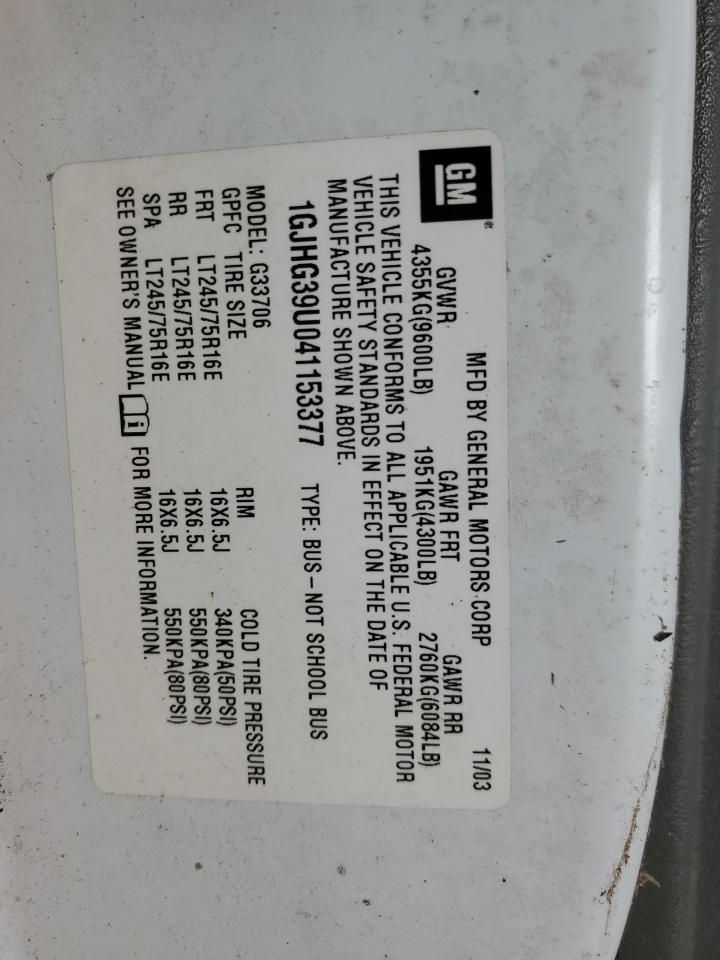 GM®
MFD BY GENERAL MOTORS CORP 11/03
GVWR GAWR FRT GAWR RR
4355KG(9600LB) 1951KG(4300LB) 2760KG(6084LB)
THIS VEHICLE CONFORMS TO ALL APPLICABLE U.S. FEDERAL MOTOR
VEHICLE SAFETY STANDARDS IN EFFECT ON THE DATE OF
MANUFACTURE SHOWN ABOVE.
1GJHG39U041153377 TYPE: BUS – NOT SCHOOL BUS
MODEL: G33706
GPFC TIRE SIZE RIM COLD TIRE PRESSURE
FRT LT245/75R16E 16X6.5J 340KPA(50PSI)
RR LT245/75R16E 16X6.5J 550KPA(80PSI)
SPA LT245/75R16E 16X6.5J 550KPA(80PSI)
SEE OWNER'S MANUAL FOR MORE INFORMATION.